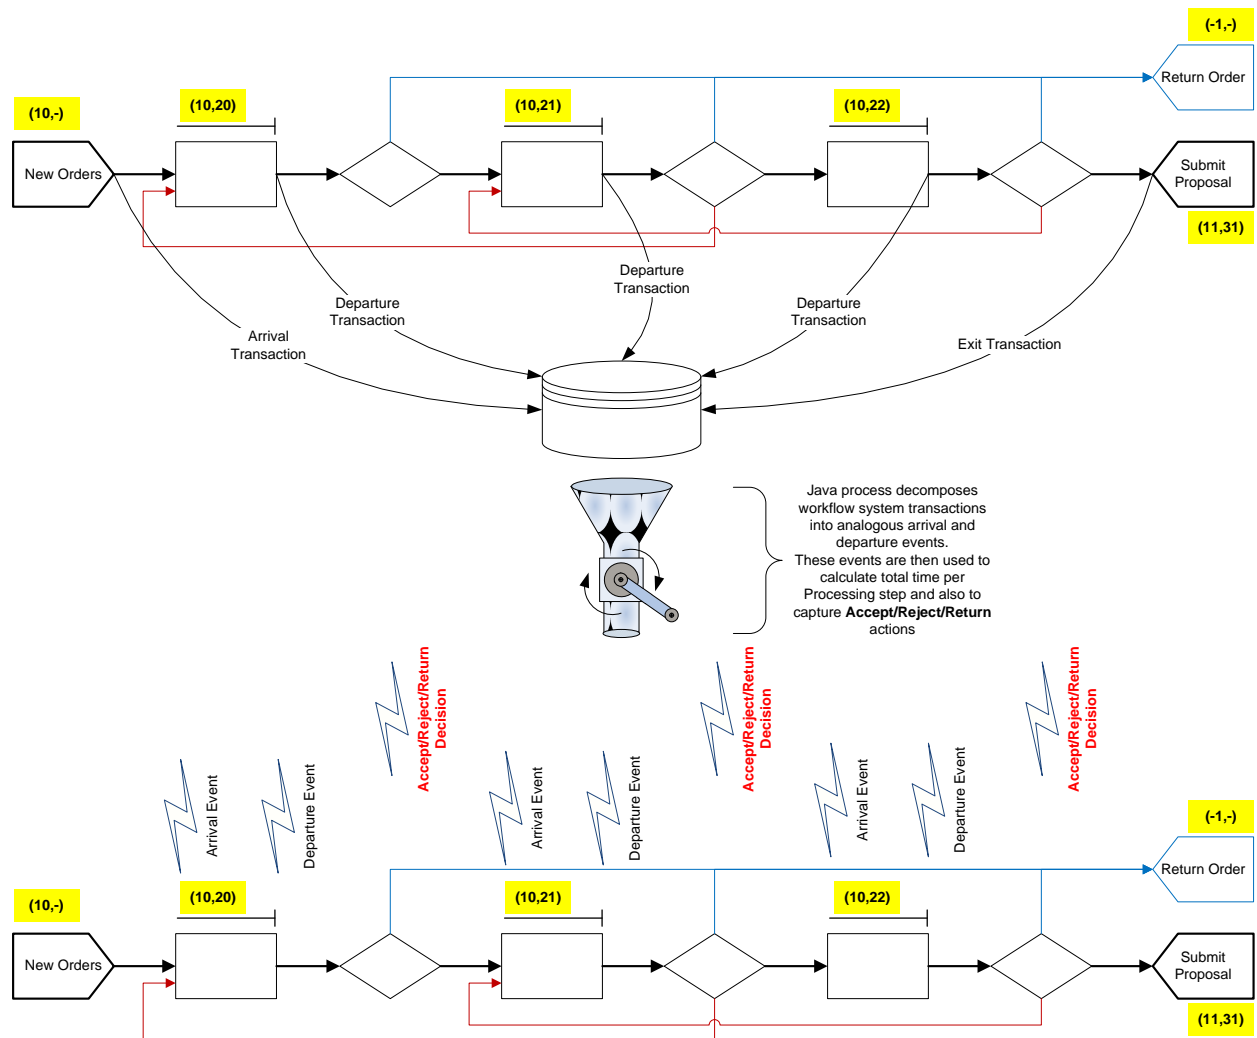 (-1,-)
Return Order
(10,-)
(10,20)
(10,21)
(10,22)
New Orders
Submit
Proposal
(11,31)
Departure
Transaction
Departure
Transaction
Departure
Transaction
Arrival
Transaction
Exit Transaction
Java process decomposes
workflow system transactions
into analogous arrival and
departure events.
These events are then used to
calculate total time per
Processing step and also to
capture Accept/Reject/Return
actions
Accept/Reject/Return
Decision
Accept/Reject/Return
Decision
Accept/Reject/Return
Decision
Arrival Event
Departure Event
Arrival Event
Departure Event
Arrival Event
Departure Event
(-1,-)
Return Order
(10,-)
(10,20)
(10,21)
(10,22)
New Orders
Submit
Proposal
(11,31)